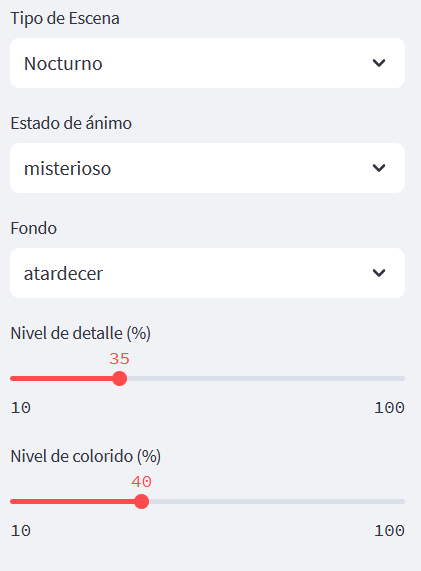 Tipo de Escena
Nocturno
Estado de ánimo
misterioso
Fondo
atardecer
Nivel de detalle (%)
35
10 100
Nivel de colorido (%)
40
10 100